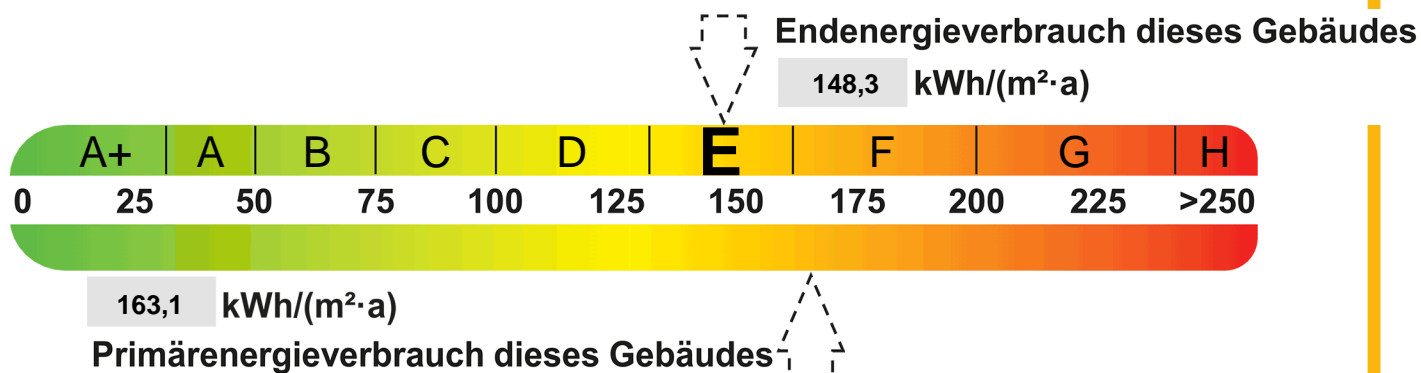 Endenergieverbrauch dieses Gebäudes
148,3 kWh/(m²·a)
A+ A B C D E F G H
0 25 50 75 100 125 150 175 200 225 >250
163,1 kWh/(m²·a)
Primärenergieverbrauch dieses Gebäudes